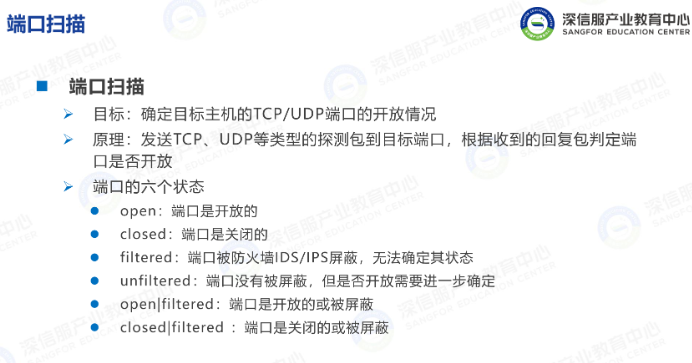 端口扫描
深信服产业教育中心
SANGFOR EDUCATION CENTER
端口扫描
目标：确定目标主机的TCP/UDP端口的开放情况
原理：发送TCP、UDP等类型的探测包到目标端口，根据收到的回复包判定端
口是否开放
端口的六个状态
open：端口是开放的
closed：端口是关闭的
filtered：端口被防火墙IDS/IPS屏蔽，无法确定其状态
unfiltered：端口没有被屏蔽，但是否开放需要进一步确定
open|filtered：端口是开放的或被屏蔽
closed|filtered ：端口是关闭的或被屏蔽